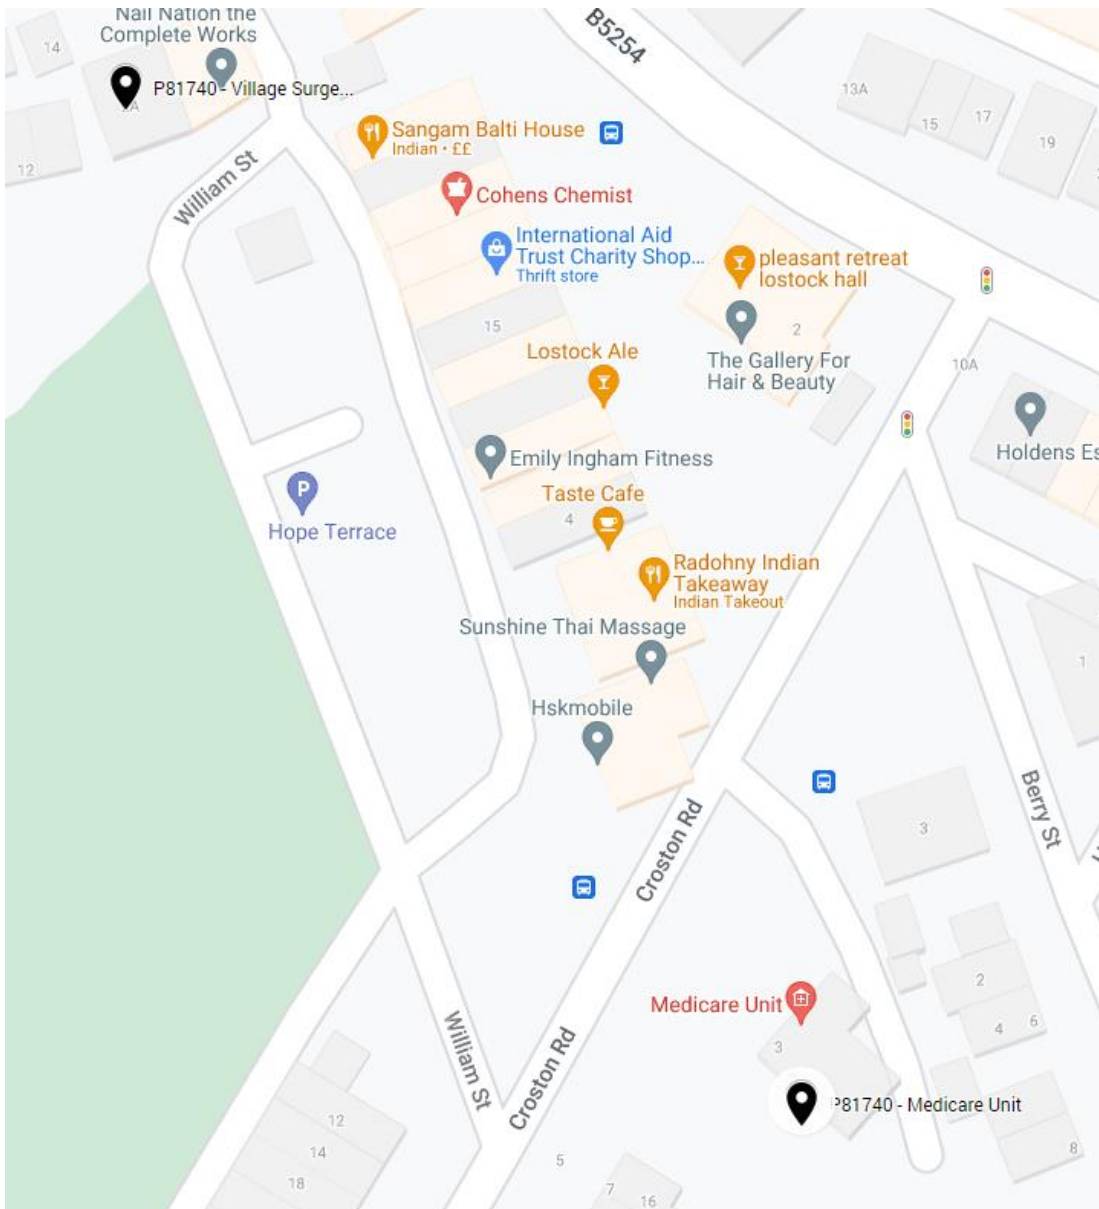 Nail Nation the
Complete Works
B5254
14
P81740 - Village Surge...
13A
15
17
19
12
Sangam Balti House
Indian • ££
William St
Cohens Chemist
International Aid
Trust Charity Shop...
Thrift store
pleasant retreat
lostock hall
15
2
Lostock Ale
The Gallery For
Hair & Beauty
10A
Emily Ingham Fitness
Holdens Es
Taste Cafe
4
P
Hope Terrace
Radohny Indian
Takeaway
Indian Takeout
Sunshine Thai Massage
1
Hskmobile
Berry St
3
Croston Rd
2
Medicare Unit
4
6
3
William St
Croston Rd
P81740 - Medicare Unit
12
14
18
5
7
16
8